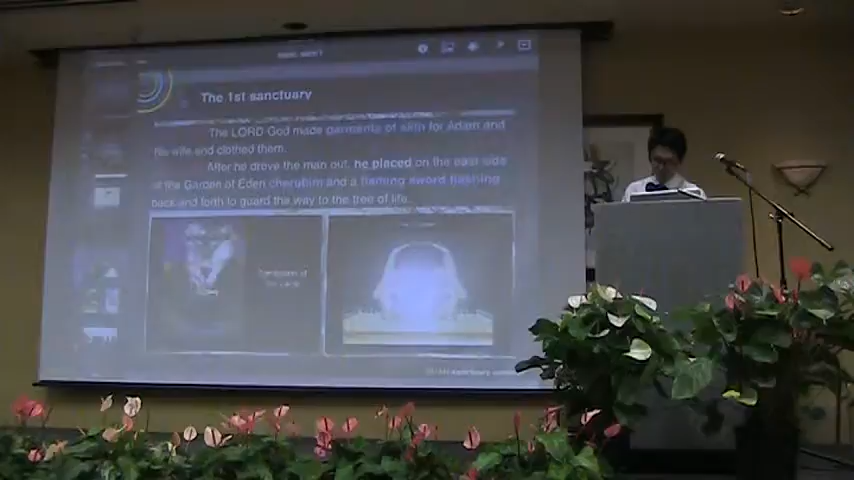 The 1st sanctuary
The LORD God made garments of skin for Adam and
his wife and clothed them.
After he drove the man out, he placed on the east side
of the Garden of Eden cherubim and a flaming sword flashing
back and forth to guard the way to the tree of life.